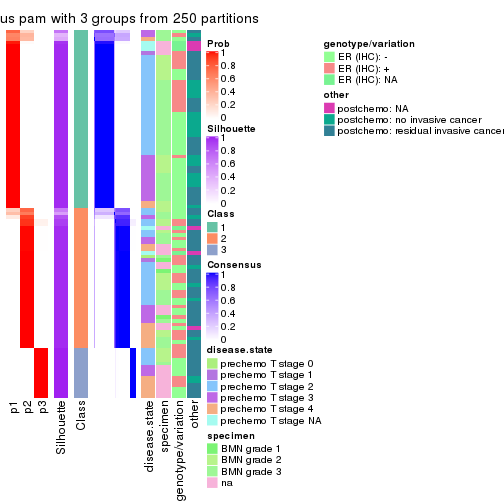 us pam with 3 groups from 250 partitions
Prob
1
0.8
0.6
0.4
0.2
0
Silhouette
1
0.8
0.6
0.4
0.2
0
Class
1
2
3
Consensus
1
0.8
0.6
0.4
0.2
0
disease.state
prechemo T stage 0
prechemo T stage 1
prechemo T stage 2
prechemo T stage 3
prechemo T stage 4
prechemo T stage NA
specimen
BMN grade 1
BMN grade 2
BMN grade 3
na
genotype/variation
ER (IHC): -
ER (IHC): +
ER (IHC): NA
other
postchemo: NA
postchemo: no invasive cancer
postchemo: residual invasive cancer
p1
p2
p3
Silhouette
Class
disease.state
specimen
genotype/variation
other